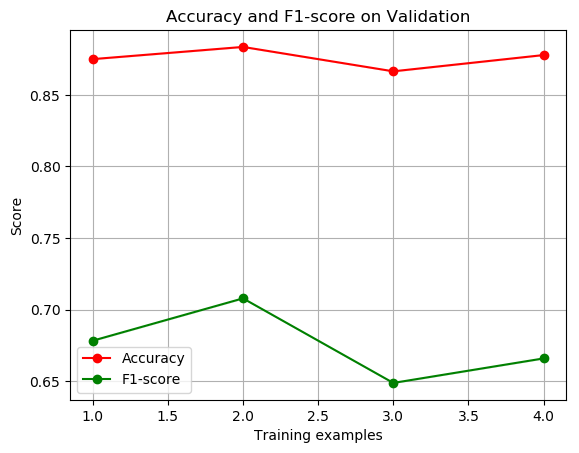 Accuracy and F1-score on Validation
0.85
0.80
0.75
0.70
0.65
Score
Accuracy
F1-score
1.0 1.5 2.0 2.5 3.0 3.5 4.0
Training examples